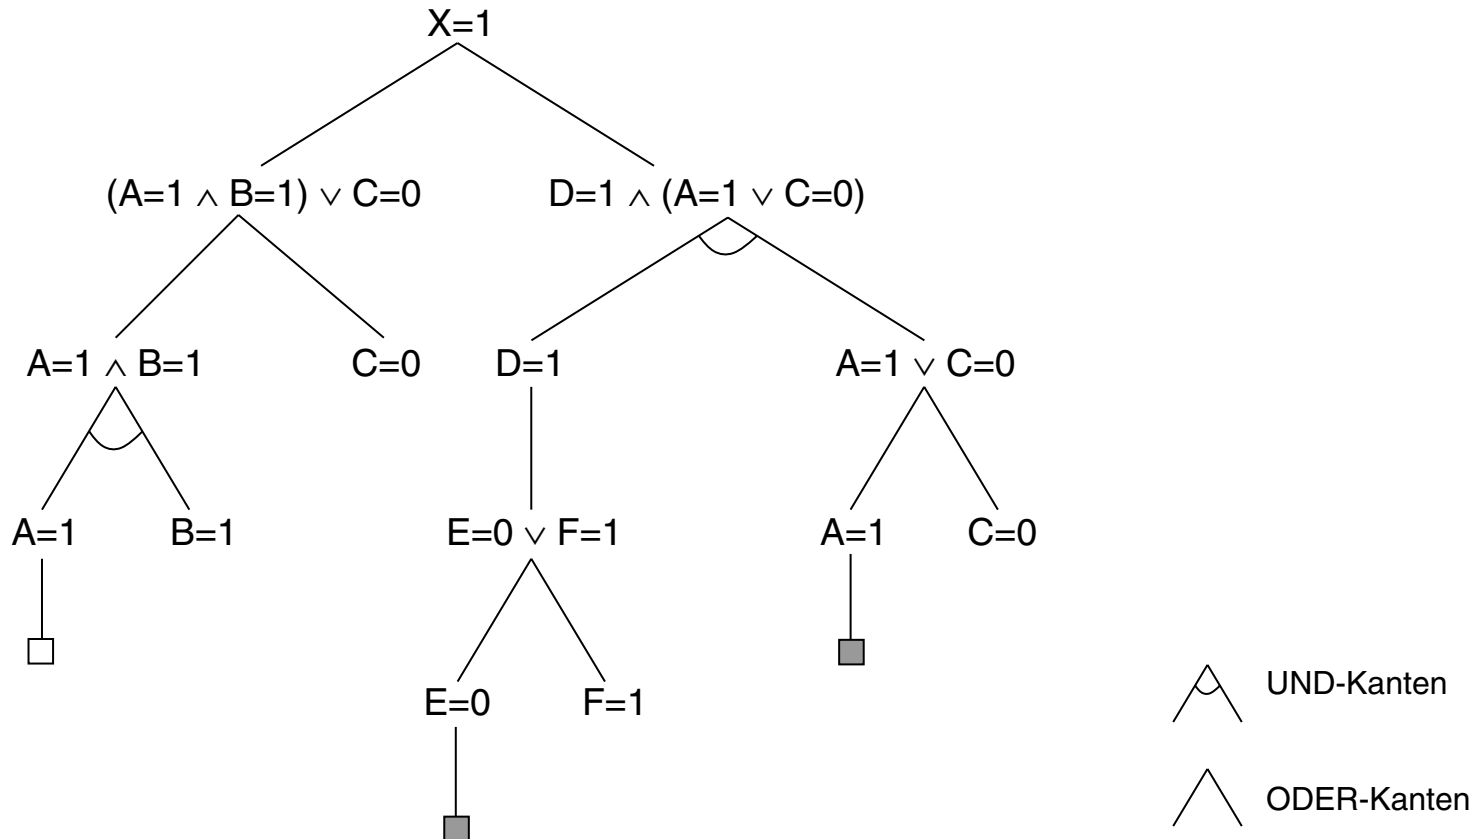 X=1
(A=1 ∧ B=1) ∨ C=0
D=1 ∧ (A=1 ∨ C=0)
A=1 ∧ B=1
C=0
D=1
A=1 ∨ C=0
A=1
B=1
E=0 ∨ F=1
A=1
C=0
E=0
F=1
UND-Kanten
ODER-Kanten